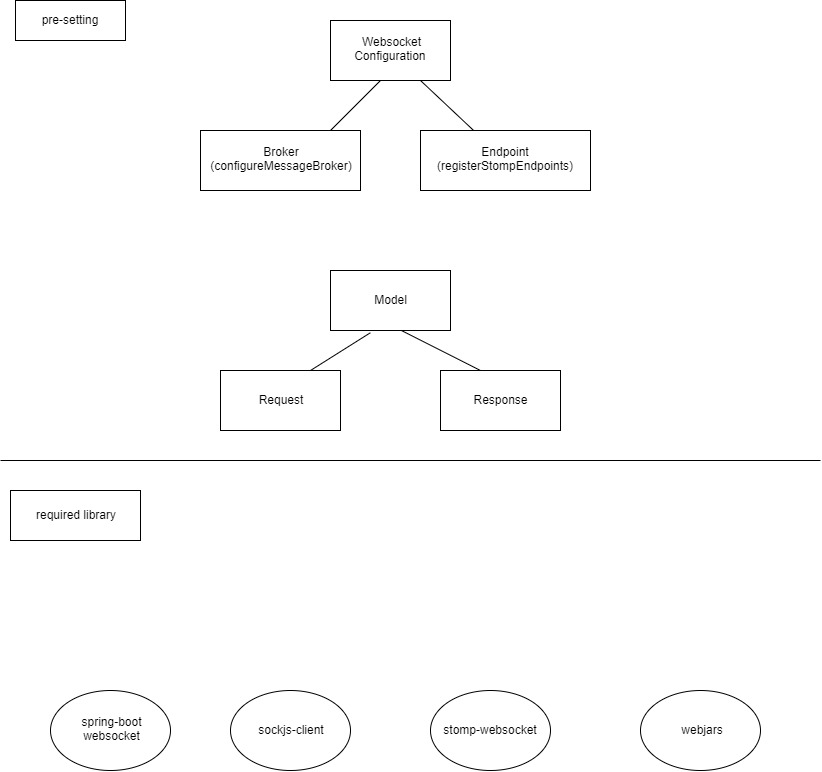 pre-setting
Websocket
Configuration
Broker
(configureMessageBroker)
Endpoint
(registerStompEndpoints)
Model
Request
Response
required library
spring-boot
websocket
sockjs-client
stomp-websocket
webjars